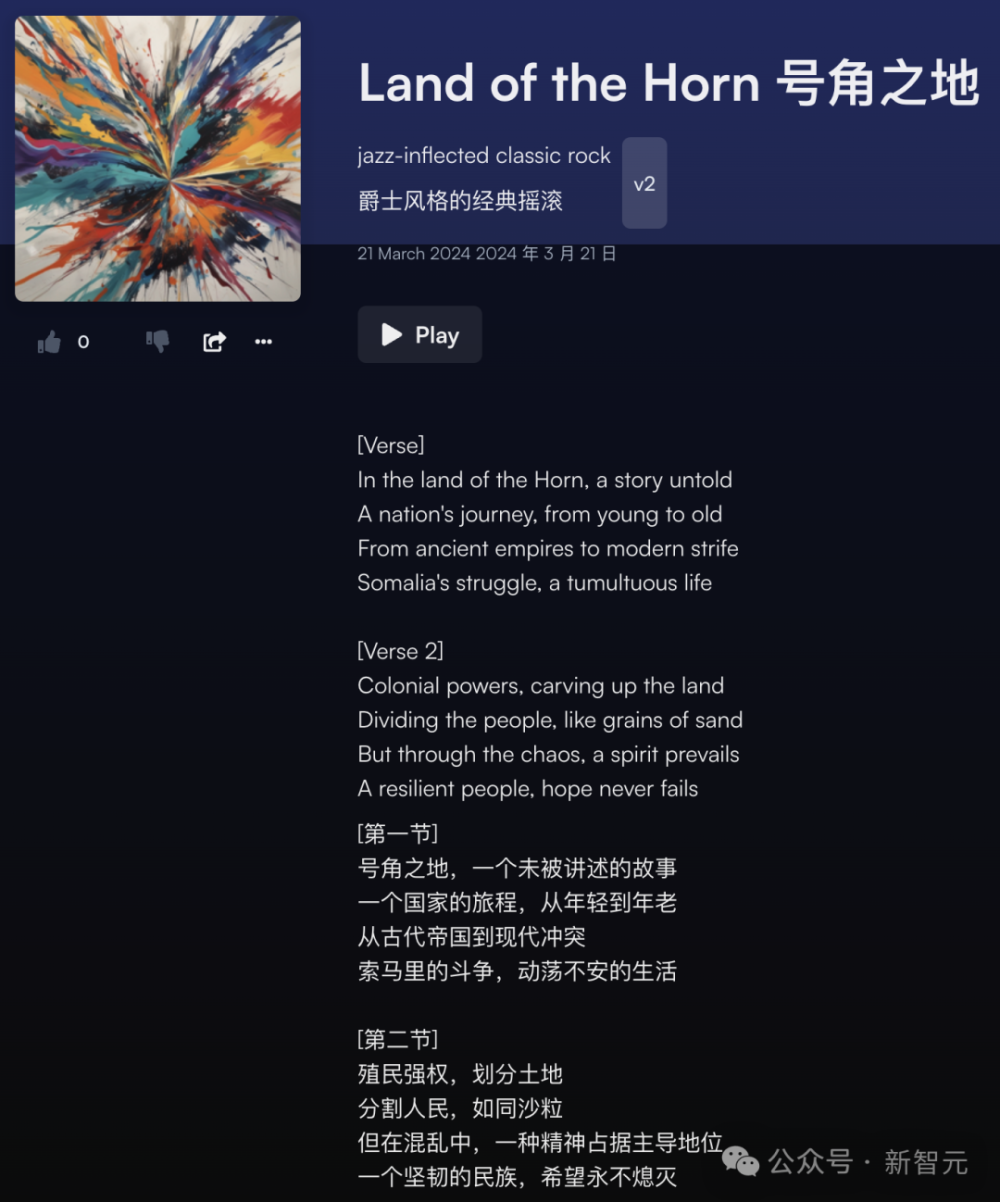 Land of the Horn 号角之地
jazz-inflected classic rock
爵士风格的经典摇滚
v2
21 March 2024 2024 年 3 月 21 日
0
Play
[Verse]
In the land of the Horn, a story untold
A nation's journey, from young to old
From ancient empires to modern strife
Somalia's struggle, a tumultuous life
[Verse 2]
Colonial powers, carving up the land
Dividing the people, like grains of sand
But through the chaos, a spirit prevails
A resilient people, hope never fails
[第一节]
号角之地，一个未被讲述的故事
一个国家的旅程，从年轻到年老
从古代帝国到现代冲突
索马里的斗争，动荡不安的生活
[第二节]
殖民强权，划分土地
分割人民，如同沙粒
但在混乱中，一种精神占据主导地位
一个坚韧的民族，希望永不熄灭
公众号 · 新智元